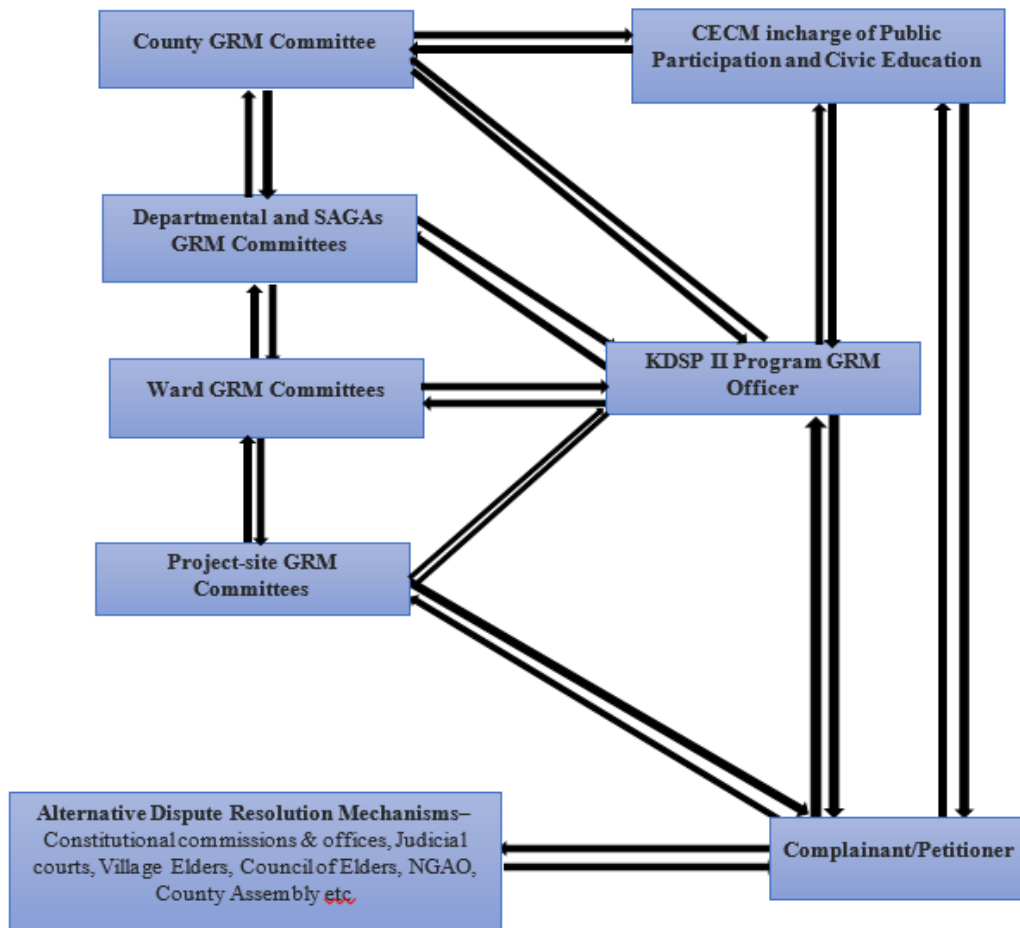 County GRM Committee
CECM incharge of Public
Participation and Civic Education
Departmental and SAGAs
GRM Committees
KDSP II Program GRM
Officer
Ward GRM Committees
Project-site GRM
Committees
Alternative Dispute Resolution Mechanisms–
Constitutional commissions & offices, Judicial
courts, Village Elders, Council of Elders, NGAO,
County Assembly etc
Complainant/Petitioner